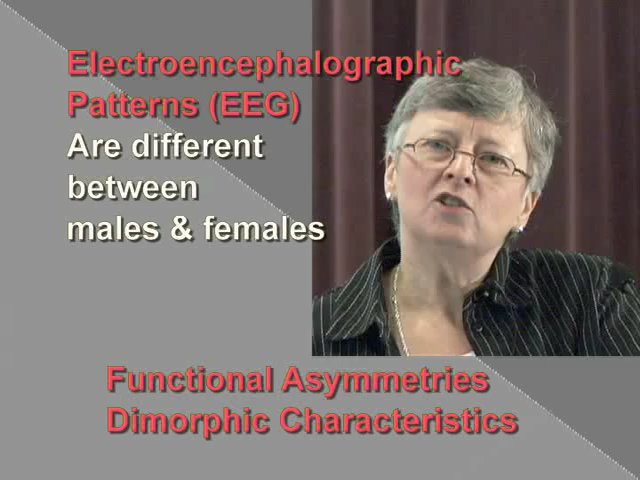 Electroencephalographic
Patterns (EEG)
Are different
between
males & females
Functional Asymmetries
Dimorphic Characteristics